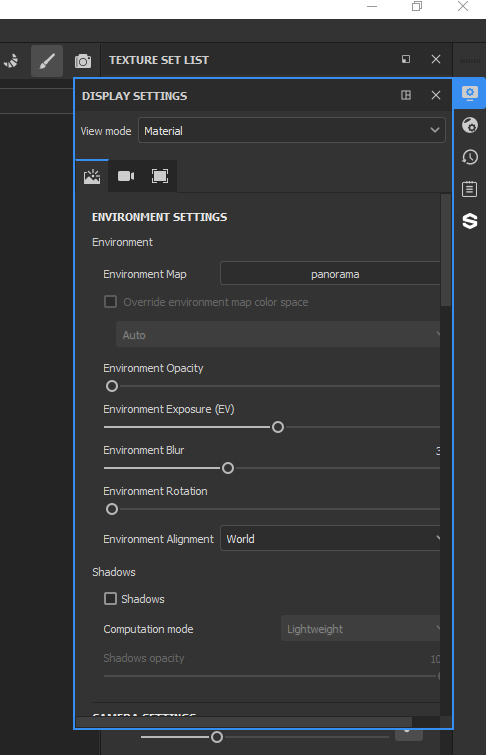 TEXTURE SET LIST
DISPLAY SETTINGS
View mode Material
ENVIRONMENT SETTINGS
Environment
Environment Map panorama
Override environment map color space
Auto
Environment Opacity
Environment Exposure (EV)
Environment Blur 3
Environment Rotation
Environment Alignment World
Shadows
Shadows
Computation mode Lightweight
Shadows opacity 10
CAMERA SETTINGS